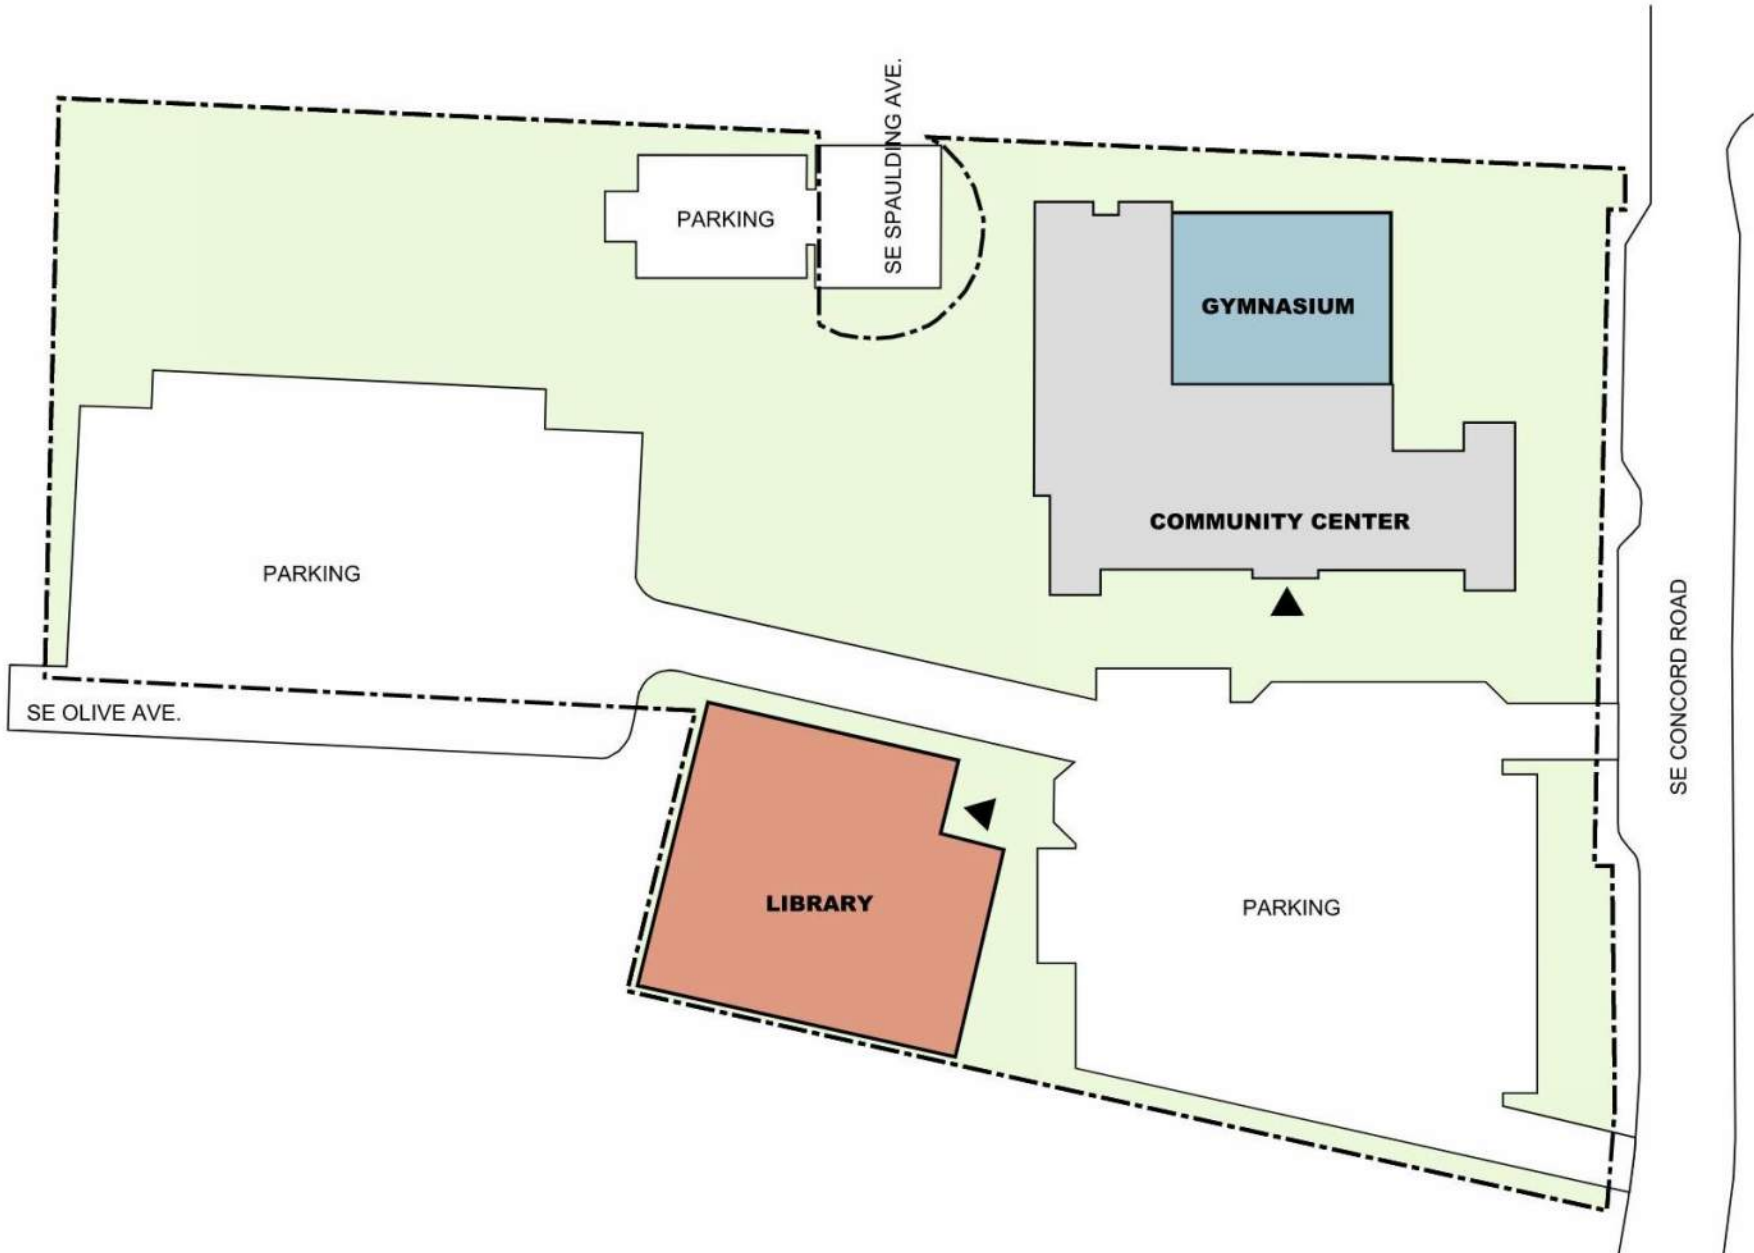 SE SPAULDING AVE.
PARKING
GYMNASIUM
COMMUNITY CENTER
PARKING
SE CONCORD ROAD
SE OLIVE AVE.
LIBRARY
PARKING